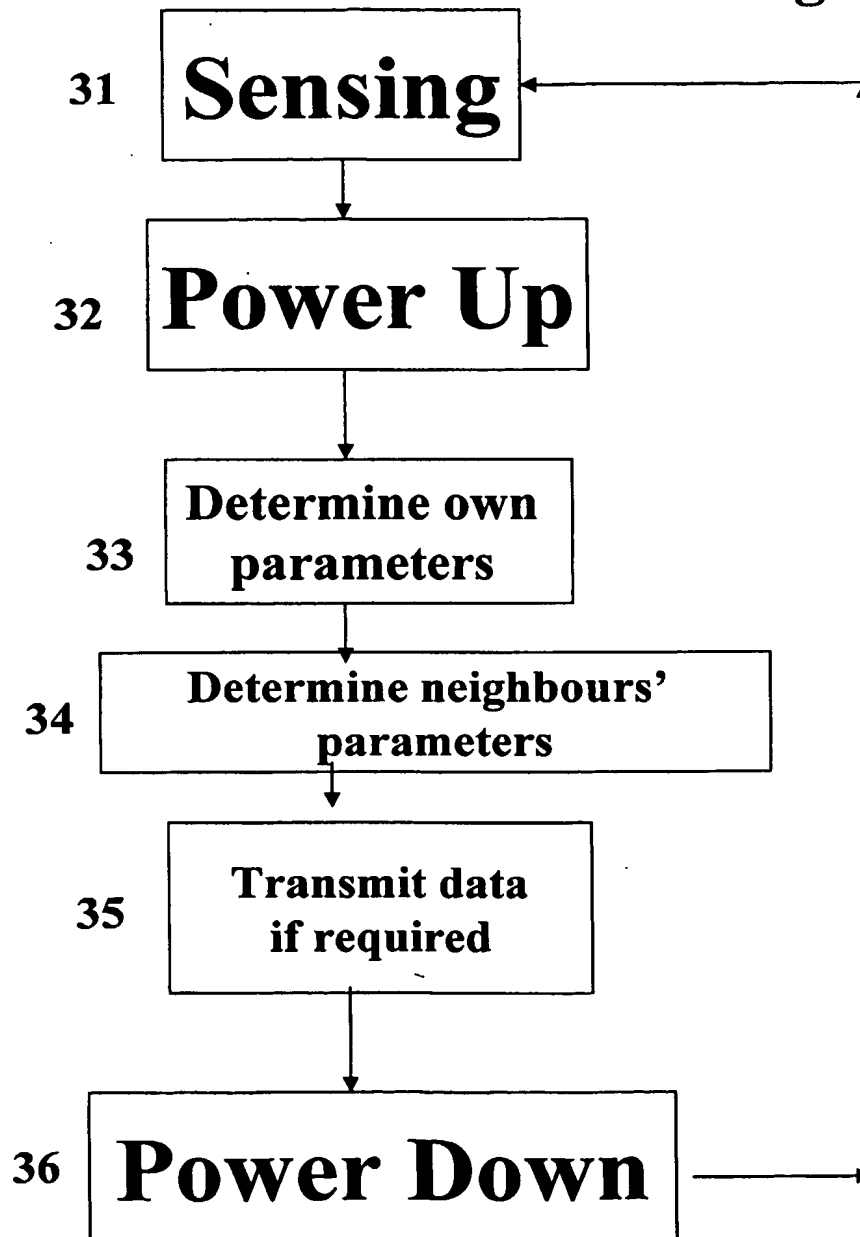 31 Sensing
32 Power Up
Determine own
33 parameters
Determine neighbours’
34 parameters
Transmit data
35 if required
36 Power Down